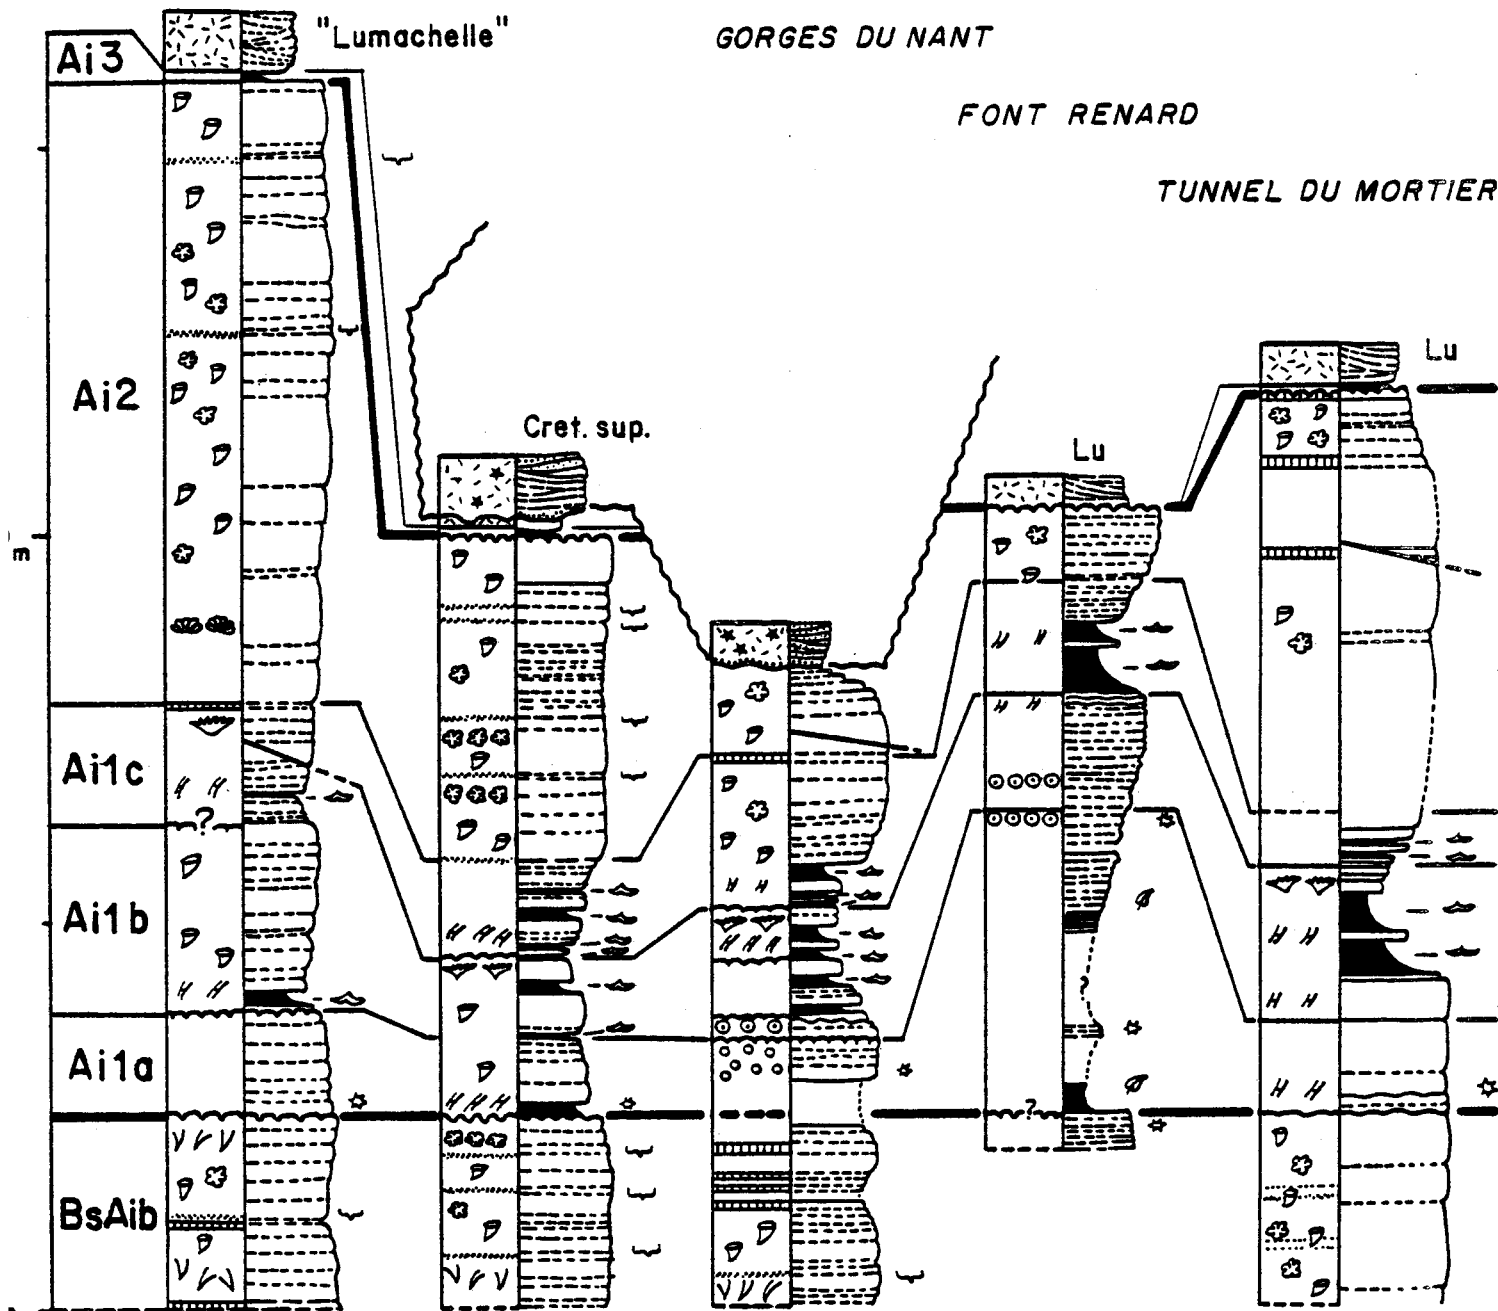 "Lumachelle"
GORGES DU NANT
Ai3
FONT RENARD
TUNNEL DU MORTIER
Lu
Ai2
Cret. sup.
Lu
m
Ai1c
?
Ai1b
?
Ai1a
?
BsAib